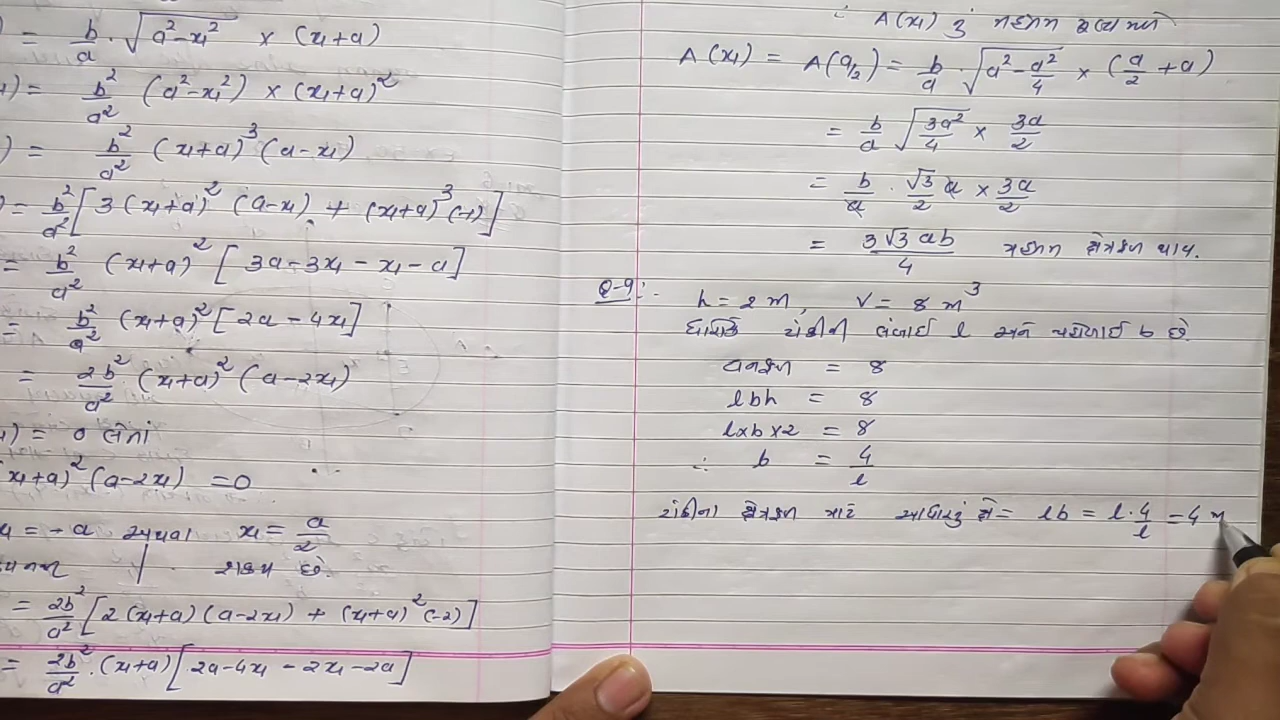 ) = b/a · √(a²-x₁²) × (x₁+a)
) = b²/a² (a²-x₁²) × (x₁+a)²
) = b²/a² (x₁+a)³ (a-x₁)
) = b²/a² [3(x₁+a)² (a-x₁) + (x₁+a)³ (-1)]
= b²/a² (x₁+a)² [3a-3x₁-x₁-a]
= b²/a² (x₁+a)² [2a-4x₁]
= 2b²/a² (x₁+a)² (a-2x₁)
) = 0 લેતાં
(x₁+a)² (a-2x₁) = 0
x₁ = -a અથવા x₁ = a/2
શક્ય છે.
= 2b²/a² [2(x₁+a)(a-2x₁) + (x₁+a)² (-2)]
= 2b²/a² · (x₁+a) [2a-4x₁-2x₁-2a]
∴ A(x₁) નું મહત્તમ
A(x₁) = A(a/2) = b/a · √(a²-a²/4) × (a/2 + a)
= b/a √(3a²/4) × 3a/2
= b/a · √3/2 a × 3a/2
= 3√3 ab/4 મહત્તમ ક્ષેત્રફળ થાય.
Q-9:
h = 2 m, V = 8 m³
ધારોકે ટાંકીની લંબાઈ l અને પહોળાઈ b છે.
ઘનફળ = 8
lbh = 8
l×b×2 = 8
∴ b = 4/l
ટાંકીના ક્ષેત્રફળ માટે આધારનું ક્ષે = lb = l · 4/l = 4 m